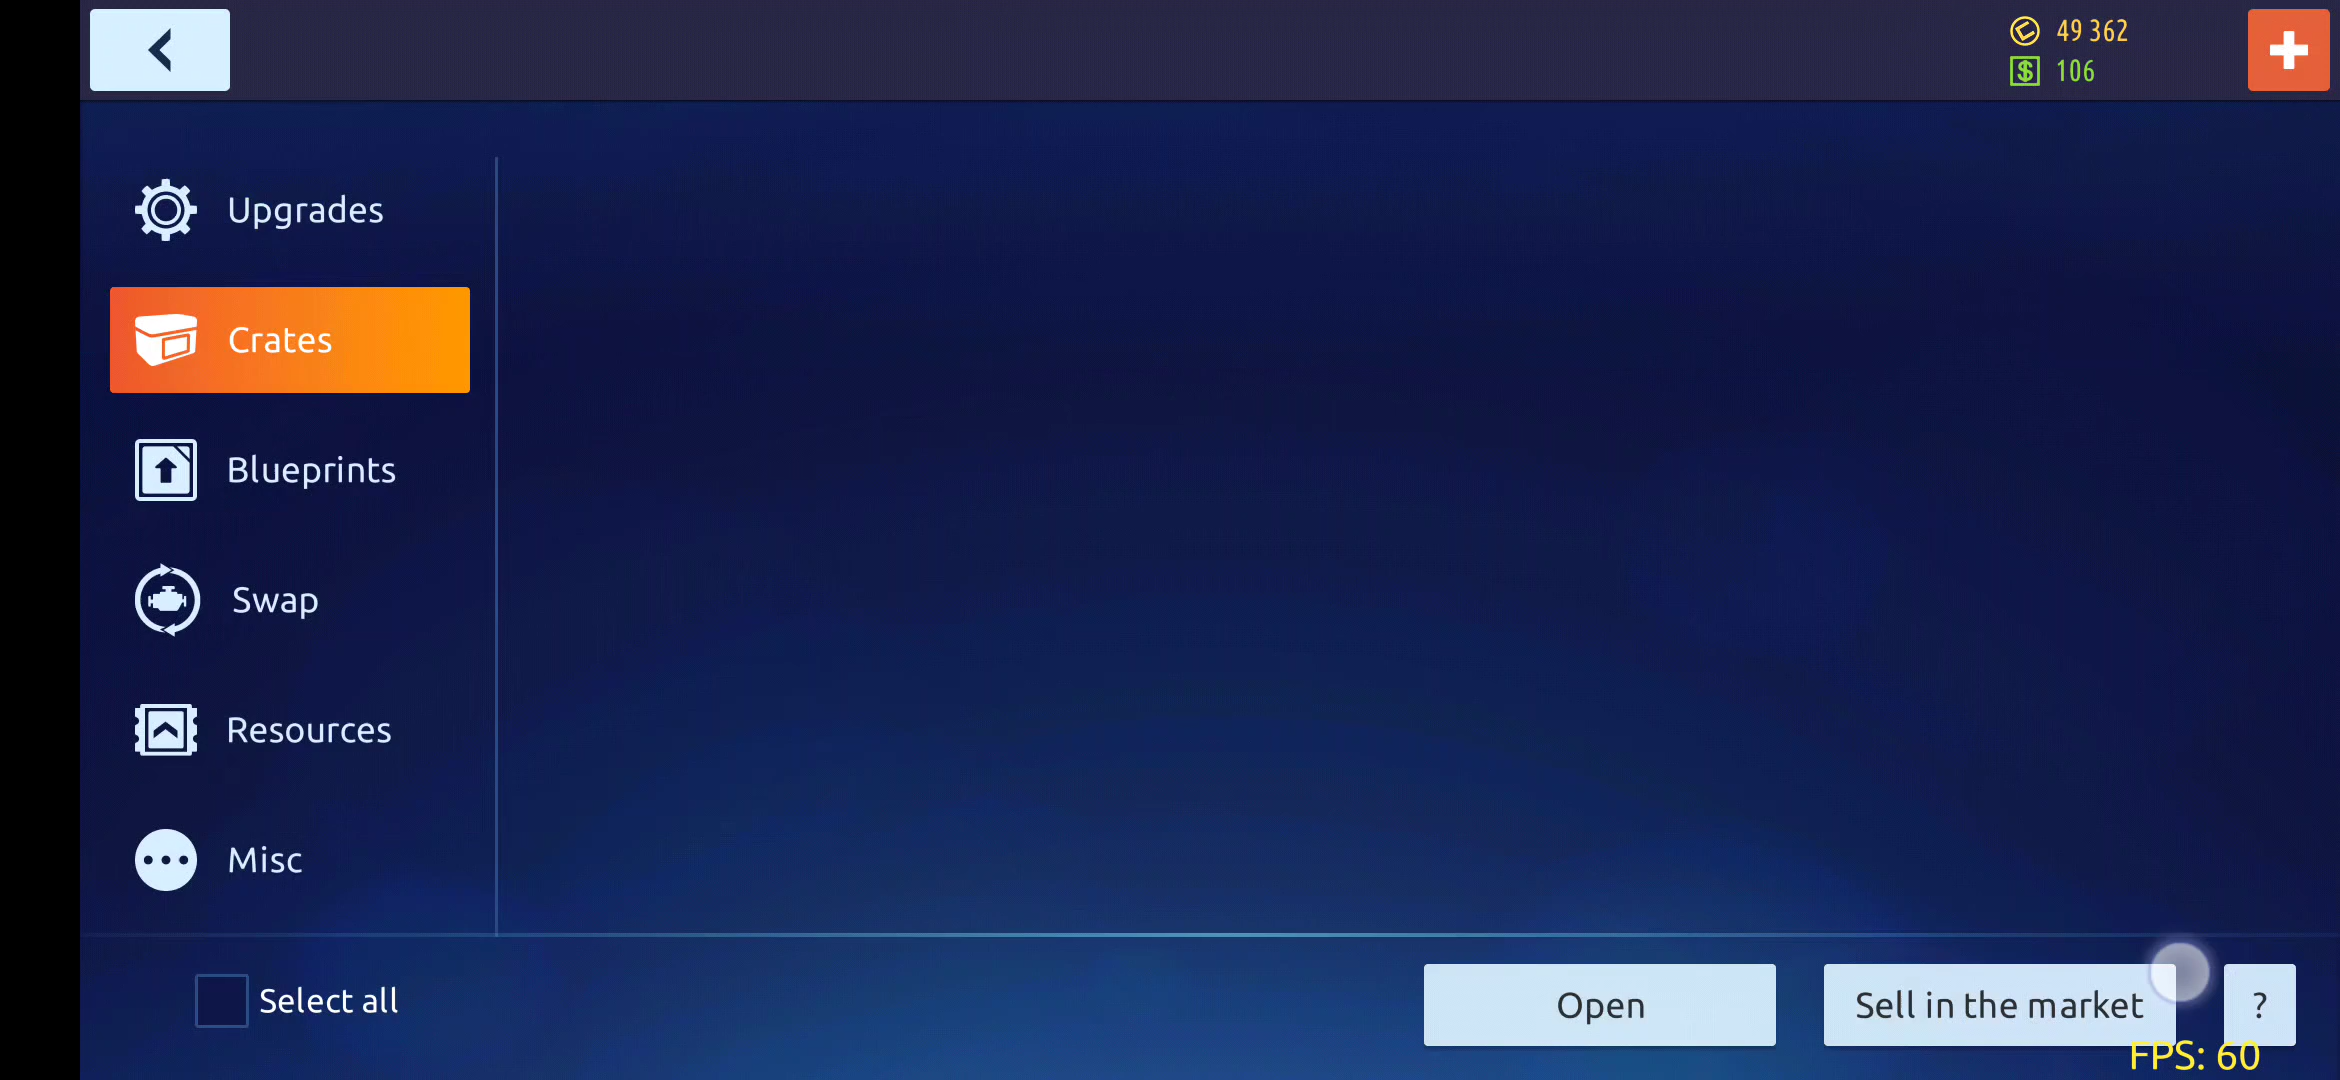 49 362
106
Upgrades
Crates
Blueprints
Swap
Resources
Misc
Select all
Open
Sell in the market
?
FPS: 60